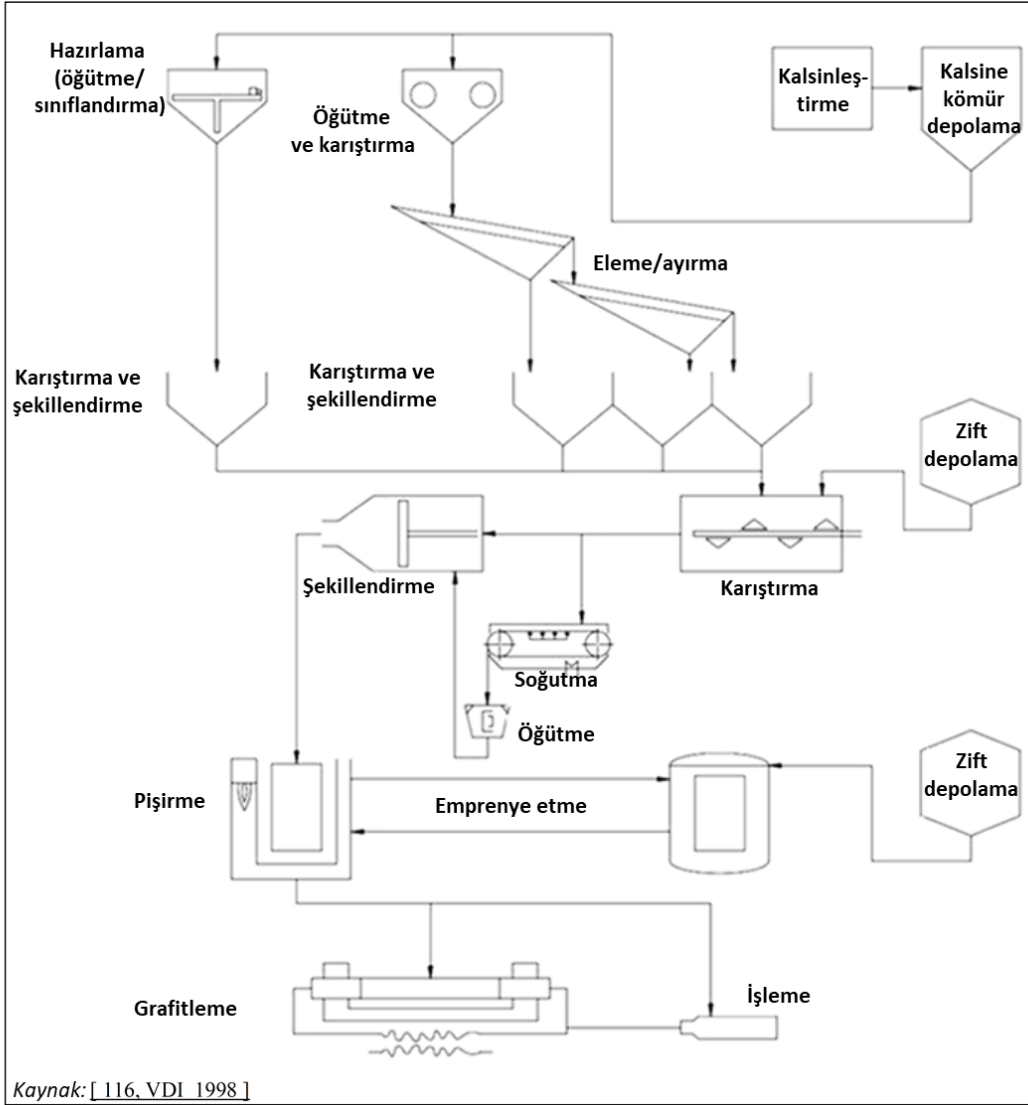 Hazırlama
(öğütme/
sınıflandırma)
Öğütme
ve karıştırma
Kalsinleş-
tirme
Kalsine
kömür
depolama
Eleme/ayırma
Karıştırma ve
şekillendirme
Karıştırma ve
şekillendirme
Zift
depolama
Şekillendirme
Karıştırma
Soğutma
Öğütme
Pişirme
Emprenye etme
Zift
depolama
Grafitleme
İşleme
Kaynak: [ 116, VDI 1998 ]